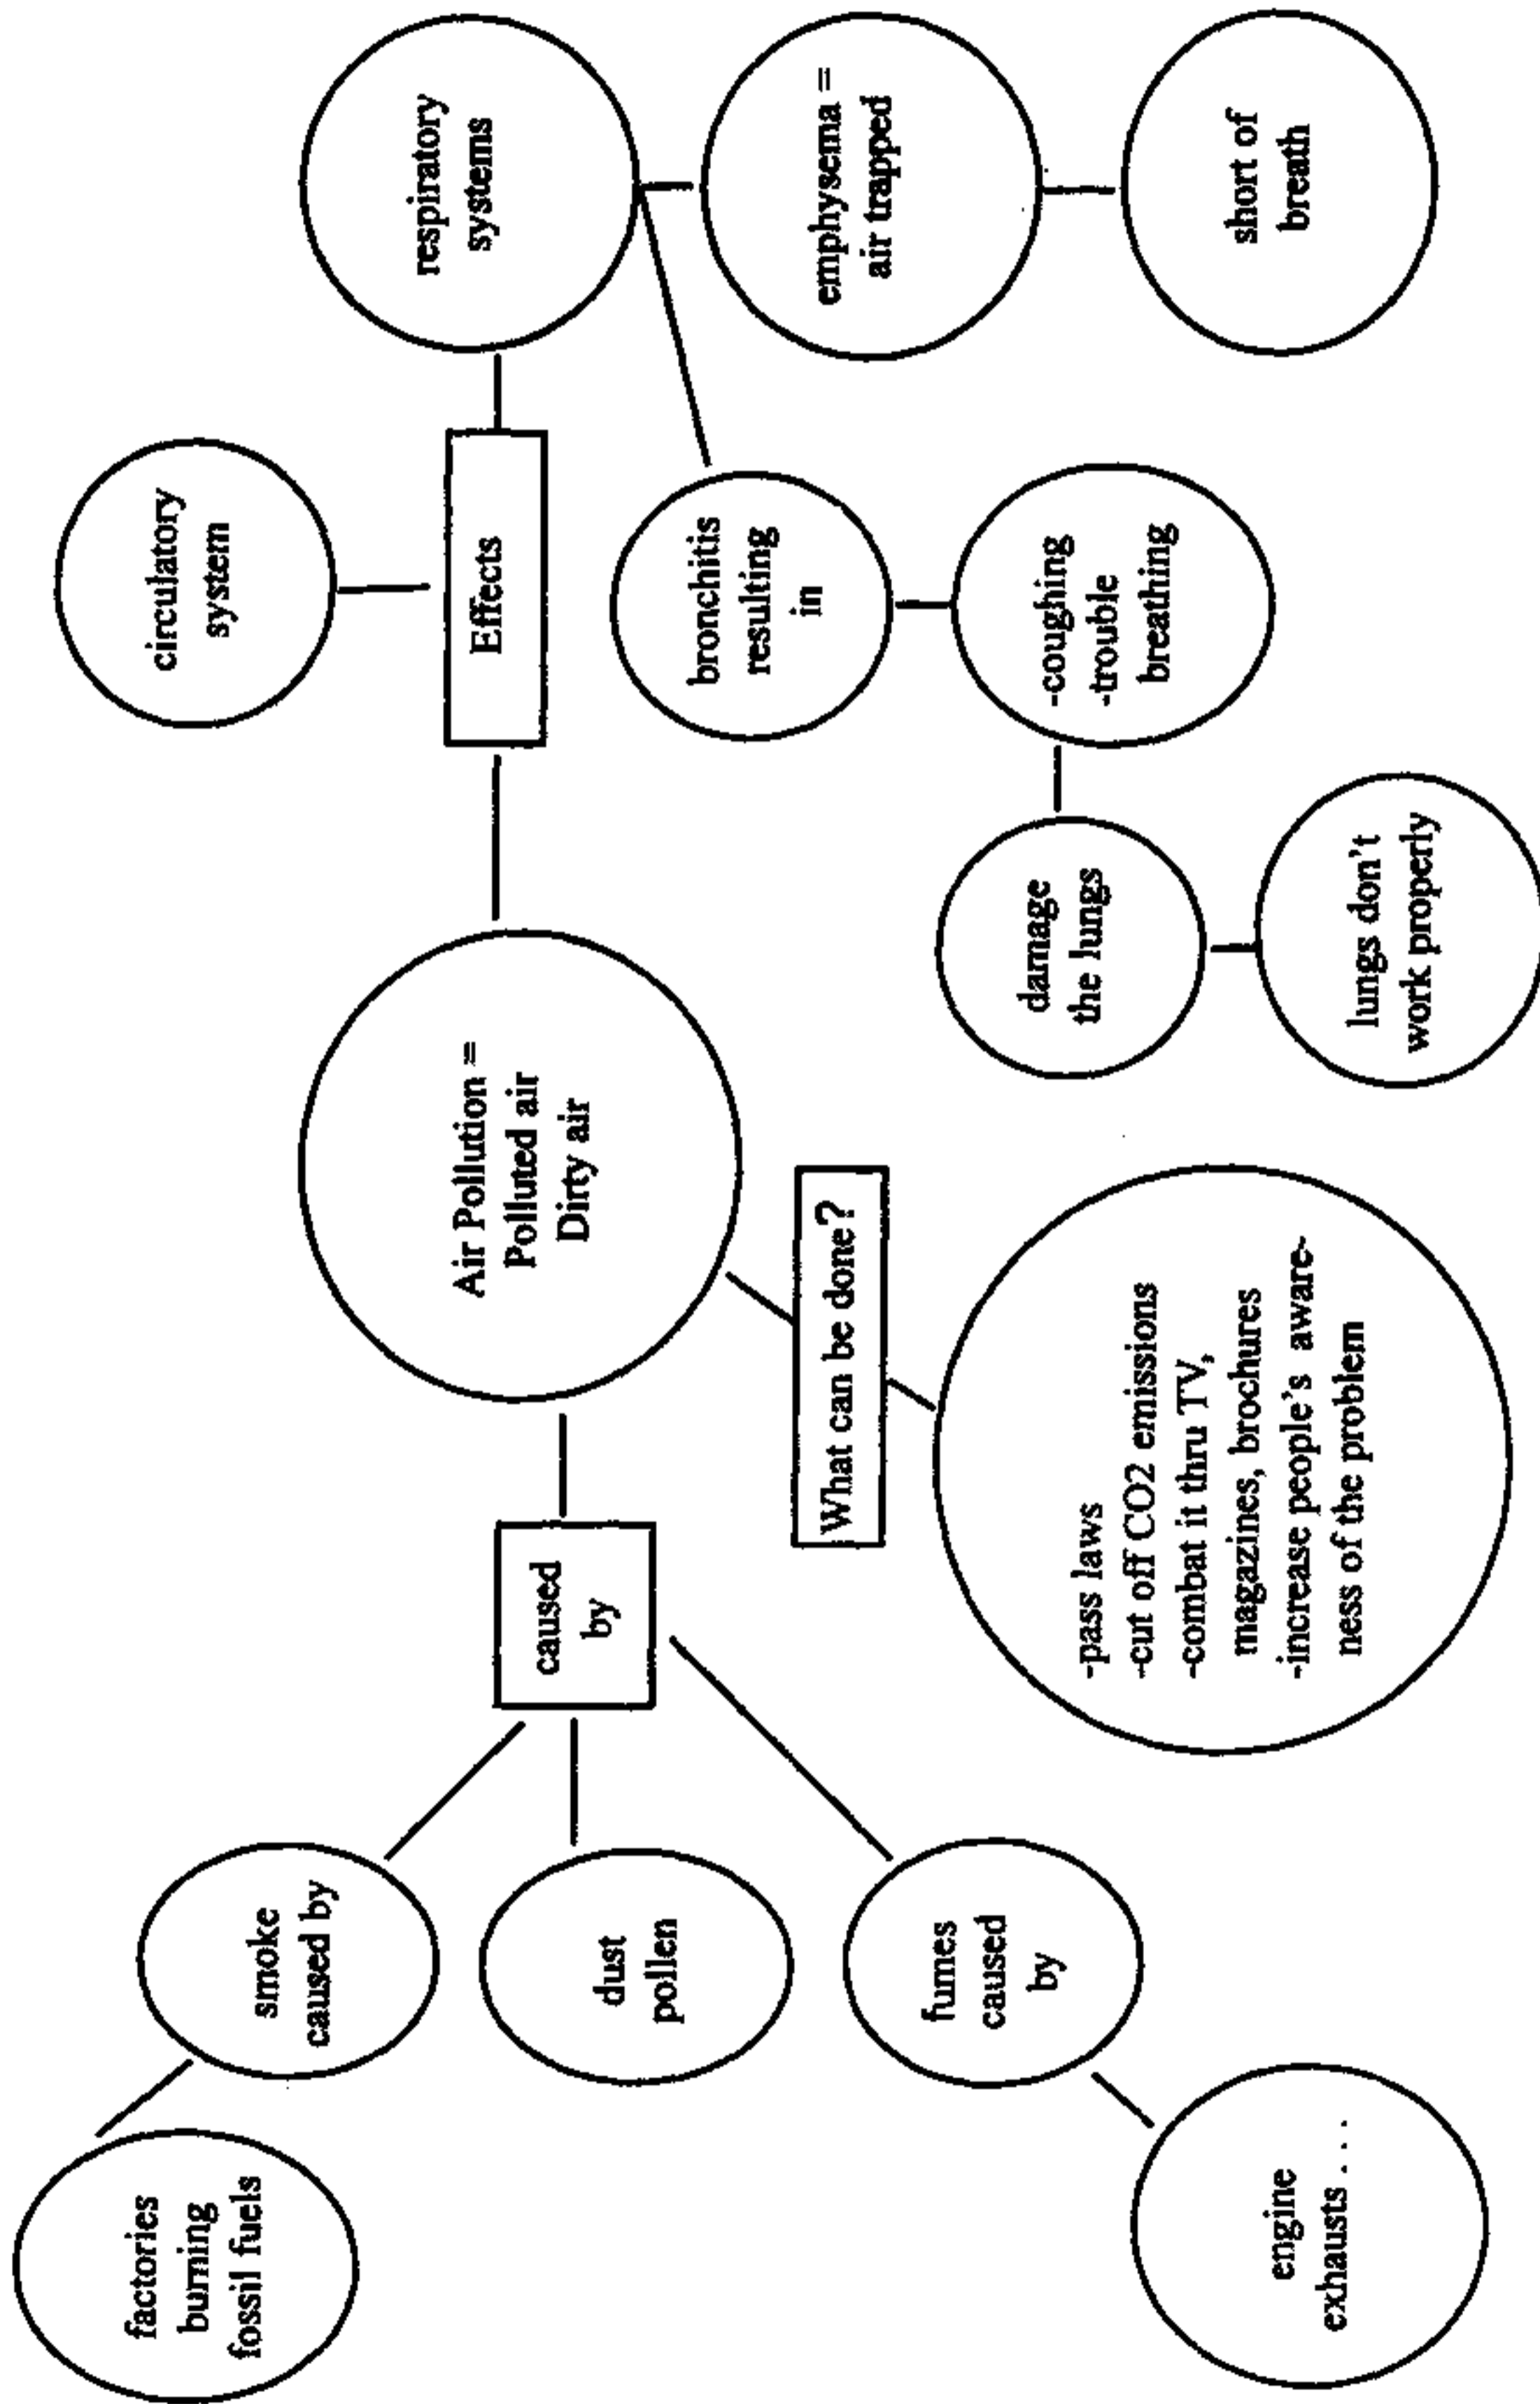 factories
burning
fossil fuels
smoke
caused by
dust
pollen
fumes
caused
by
engine
exhausts . . .
caused
by
Air Pollution =
Polluted air
Dirty air
What can be done?
-pass laws
-cut off CO2 emissions
-combat it thru TV,
magazines, brochures
-increase people's aware-
ness of the problem
Effects
circulatory
system
respiratory
systems
bronchitis
resulting
in
-coughing
-trouble
breathing
damage
the lungs
lungs don't
work properly
emphysema =
air trapped
short of
breath